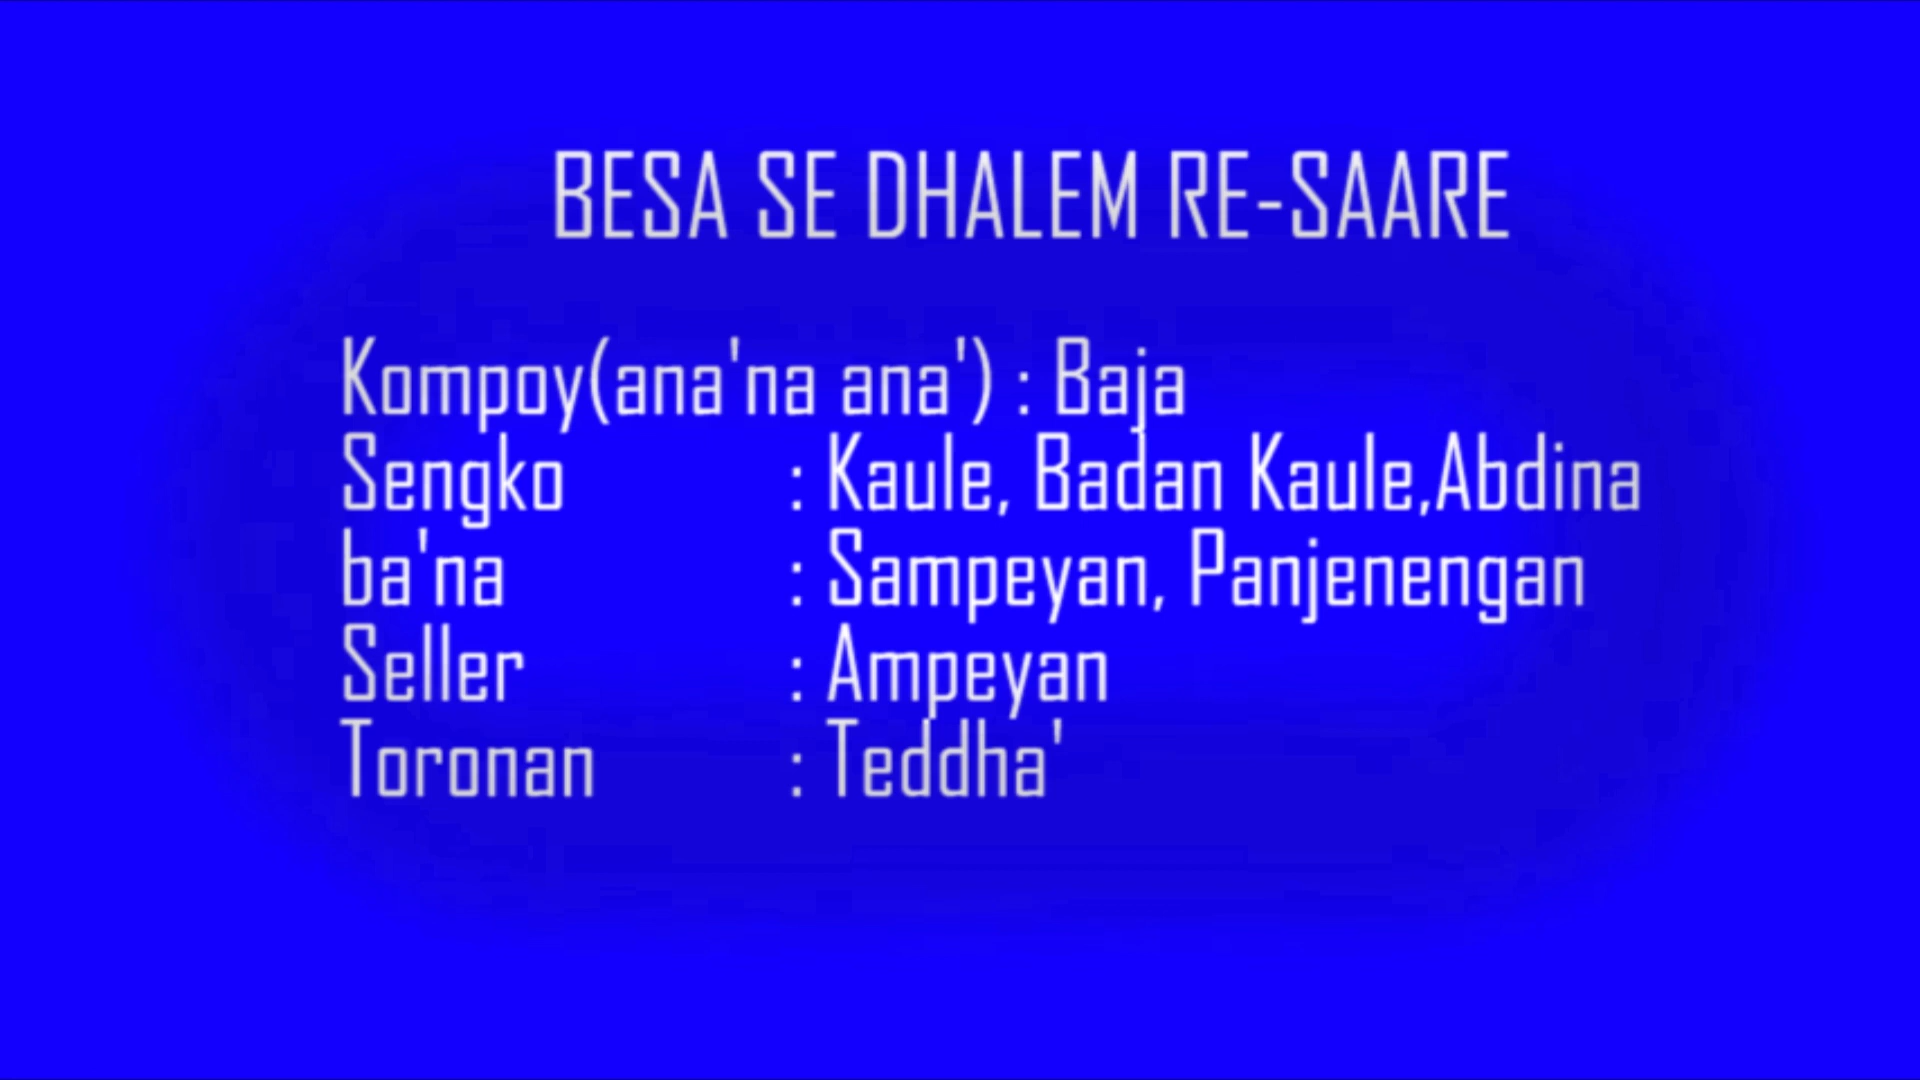 BESA SE DHALEM RE-SAARE
Kompoy(ana'na ana') : Baja
Sengko : Kaule, Badan Kaule,Abdina
ba'na : Sampeyan, Panjenengan
Seller : Ampeyan
Toronan : Teddha'